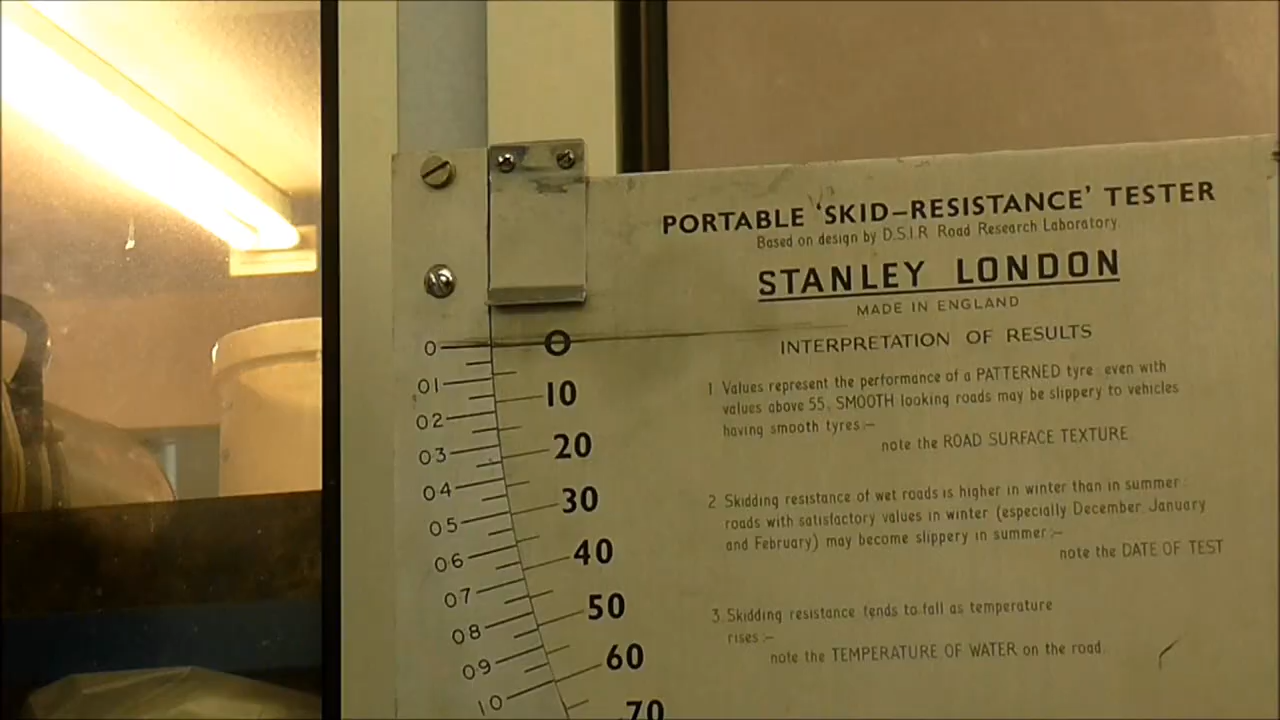 PORTABLE 'SKID-RESISTANCE' TESTER
Based on design by D.S.I.R Road Research Laboratory.
STANLEY LONDON
MADE IN ENGLAND
INTERPRETATION OF RESULTS
1 Values represent the performance of a PATTERNED tyre: even with
values above 55, SMOOTH looking roads may be slippery to vehicles
having smooth tyres:-
note the ROAD SURFACE TEXTURE
2 Skidding resistance of wet roads is higher in winter than in summer:
roads with satisfactory values in winter (especially December, January
and February) may become slippery in summer:-
note the DATE OF TEST
3. Skidding resistance tends to fall as temperature
rises:-
note the TEMPERATURE OF WATER on the road.
0 0
01 10
02 20
03 30
04
05 40
06
07 50
08
09 60
10 70